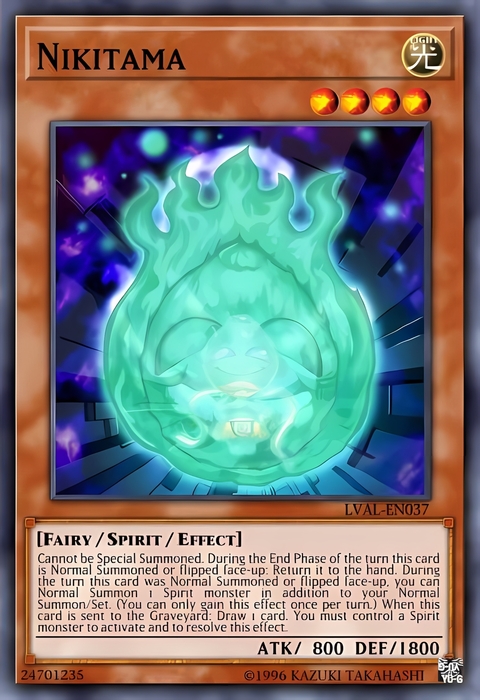 NIKITAMA
LIGHT
光
LVAL-EN037
[FAIRY / SPIRIT / EFFECT]
Cannot be Special Summoned. During the End Phase of the turn this card
is Normal Summoned or flipped face-up: Return it to the hand. During
the turn this card was Normal Summoned or flipped face-up, you can
Normal Summon 1 Spirit monster in addition to your Normal
Summon/Set. (You can only gain this effect once per turn.) When this
card is sent to the Graveyard: Draw 1 card. You must control a Spirit
monster to activate and to resolve this effect.
ATK/ 800 DEF/1800
24701235
©1996 KAZUKI TAKAHASHI